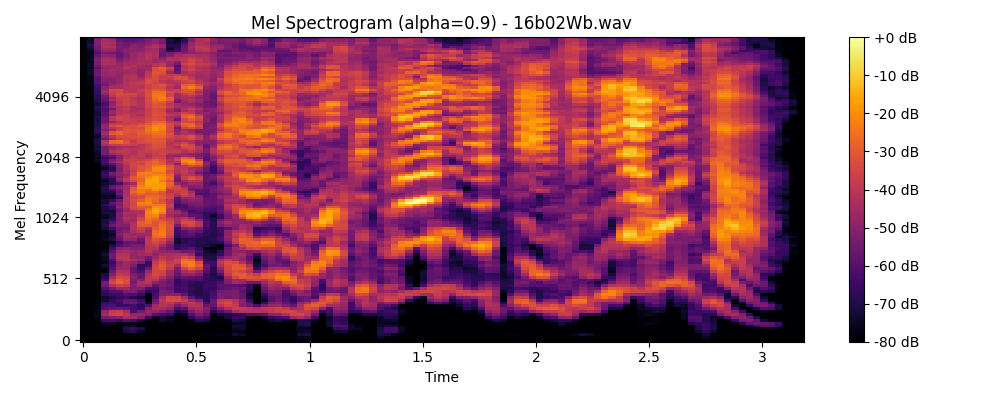 Mel Spectrogram (alpha=0.9) - 16b02Wb.wav
Mel Frequency
4096
2048
1024
512
0
0 0.5 1 1.5 2 2.5 3
Time
+0 dB
-10 dB
-20 dB
-30 dB
-40 dB
-50 dB
-60 dB
-70 dB
-80 dB